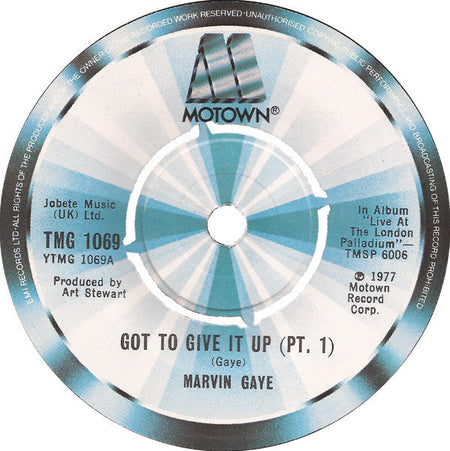 EMI RECORDS LTD·ALL RIGHTS OF THE PRODUCER AND OF THE OWNER OF THE RECORDED WORK RESERVED·UNAUTHORISED COPYING PUBLIC PERFORMANCE AND BROADCASTING OF THIS RECORD PROHIBITED
M
MOTOWN®
Jobete Music
(UK) Ltd.
TMG 1069
YTMG 1069A
Produced by
Art Stewart
In Album
"Live At
The London
Palladium"—
TMSP 6006
℗ 1977
Motown
Record
Corp.
GOT TO GIVE IT UP (PT. 1)
(Gaye)
MARVIN GAYE